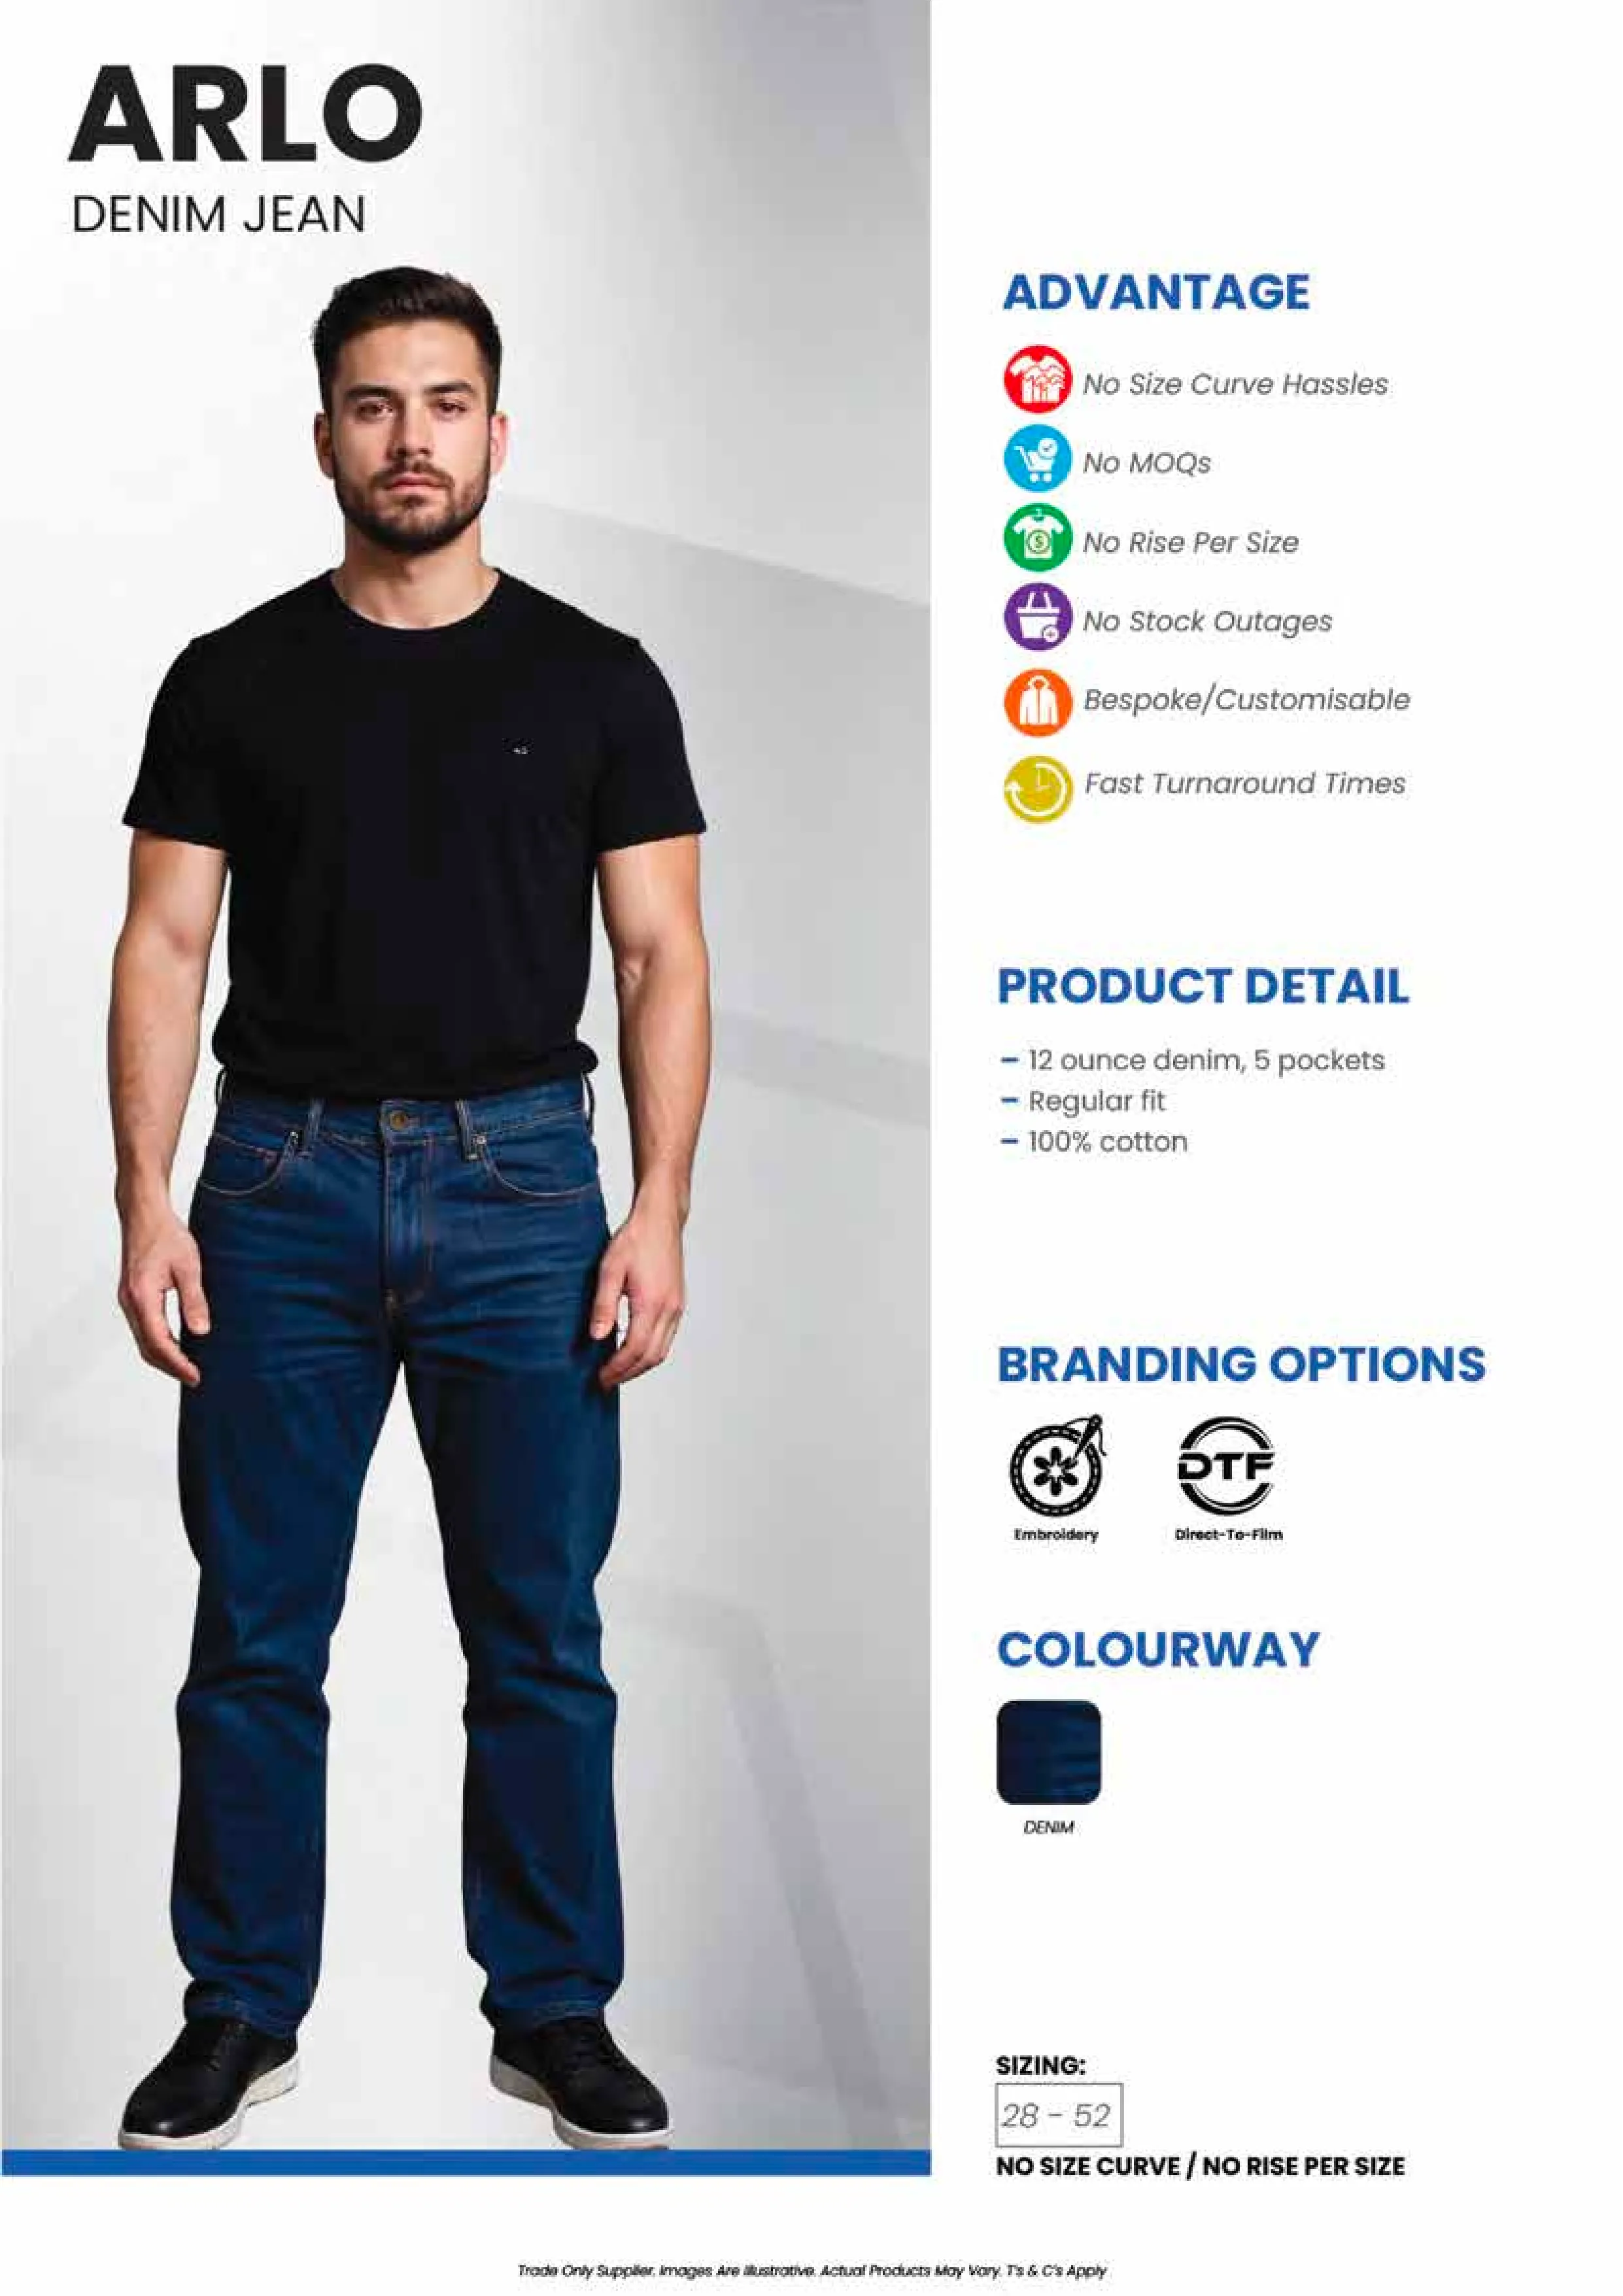 ARLO
DENIM JEAN
ADVANTAGE
No Size Curve Hassles
No MOQs
No Rise Per Size
No Stock Outages
Bespoke/Customisable
Fast Turnaround Times
PRODUCT DETAIL
– 12 ounce denim, 5 pockets
– Regular fit
– 100% cotton
BRANDING OPTIONS
DTF
Embroidery
Direct-To-Film
COLOURWAY
DENIM
SIZING:
28 - 52
NO SIZE CURVE / NO RISE PER SIZE
Trade Only Supplier. Images Are Illustrative. Actual Products May Vary. T's & C's Apply